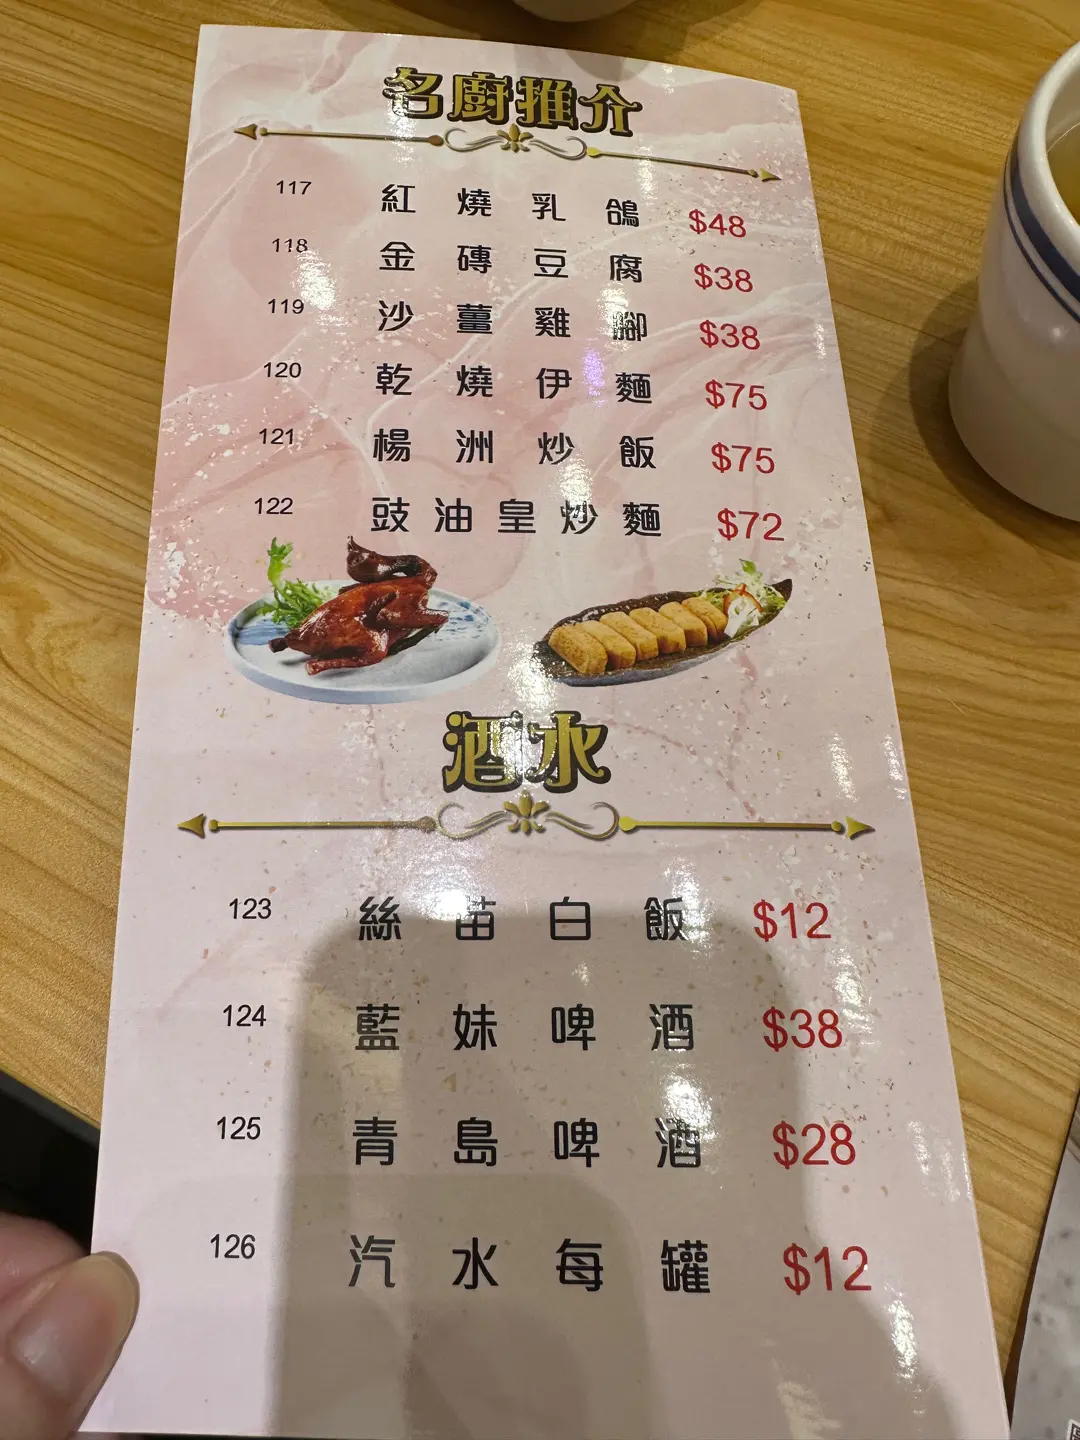 名廚推介
117 紅燒乳鴿 $48
118 金磚豆腐 $38
119 沙薑雞腳 $38
120 乾燒伊麵 $75
121 楊洲炒飯 $75
122 豉油皇炒麵 $72
酒水
123 絲苗白飯 $12
124 藍妹啤酒 $38
125 青島啤酒 $28
126 汽水每罐 $12